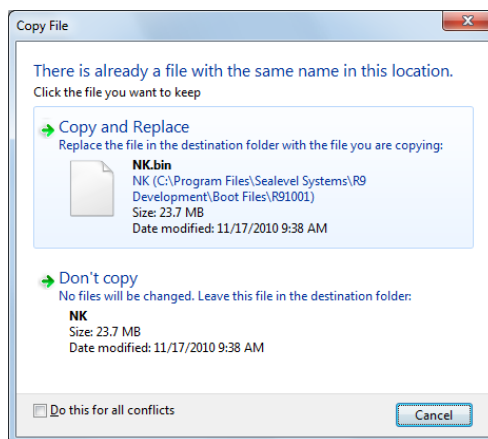 Copy File
There is already a file with the same name in this location.
Click the file you want to keep
Copy and Replace
Replace the file in the destination folder with the file you are copying:
NK.bin
NK (C:\Program Files\Sealevel Systems\R9
Development\Boot Files\R91001)
Size: 23.7 MB
Date modified: 11/17/2010 9:38 AM
Don't copy
No files will be changed. Leave this file in the destination folder:
NK
Size: 23.7 MB
Date modified: 11/17/2010 9:38 AM
Do this for all conflicts
Cancel